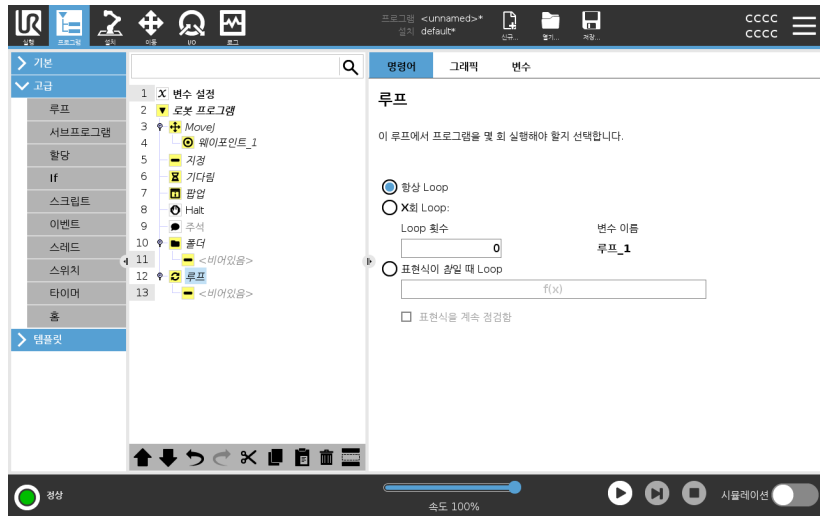 UR
실행
프로그램
설치
이동
I/O
로그
프로그램 <unnamed>*
설치 default*
신규...
열기...
저장...
CCCC
CCCC
기본
고급
루프
서브프로그램
할당
If
스크립트
이벤트
스레드
스위치
타이머
홈
템플릿
1 X 변수 설정
2 로봇 프로그램
3 MoveJ
4 웨이포인트_1
5 지정
6 기다림
7 팝업
8 Halt
9 주석
10 폴더
11 <비어있음>
12 루프
13 <비어있음>
명령어 그래픽 변수
루프
이 루프에서 프로그램을 몇 회 실행해야 할지 선택합니다.
항상 Loop
X회 Loop:
Loop 횟수 변수 이름
0 루프_1
표현식이 참일 때 Loop
f(x)
표현식을 계속 점검함
정상
속도 100%
시뮬레이션